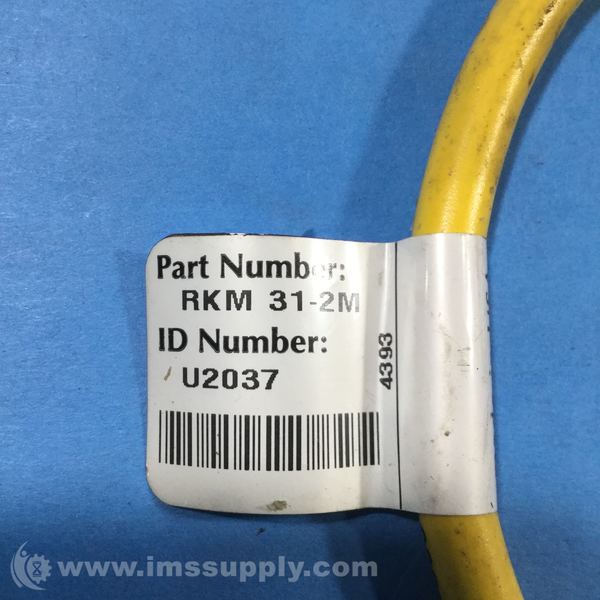 Part Number:
RKM 31-2M
ID Number:
U2037
4393
www.imssupply.com